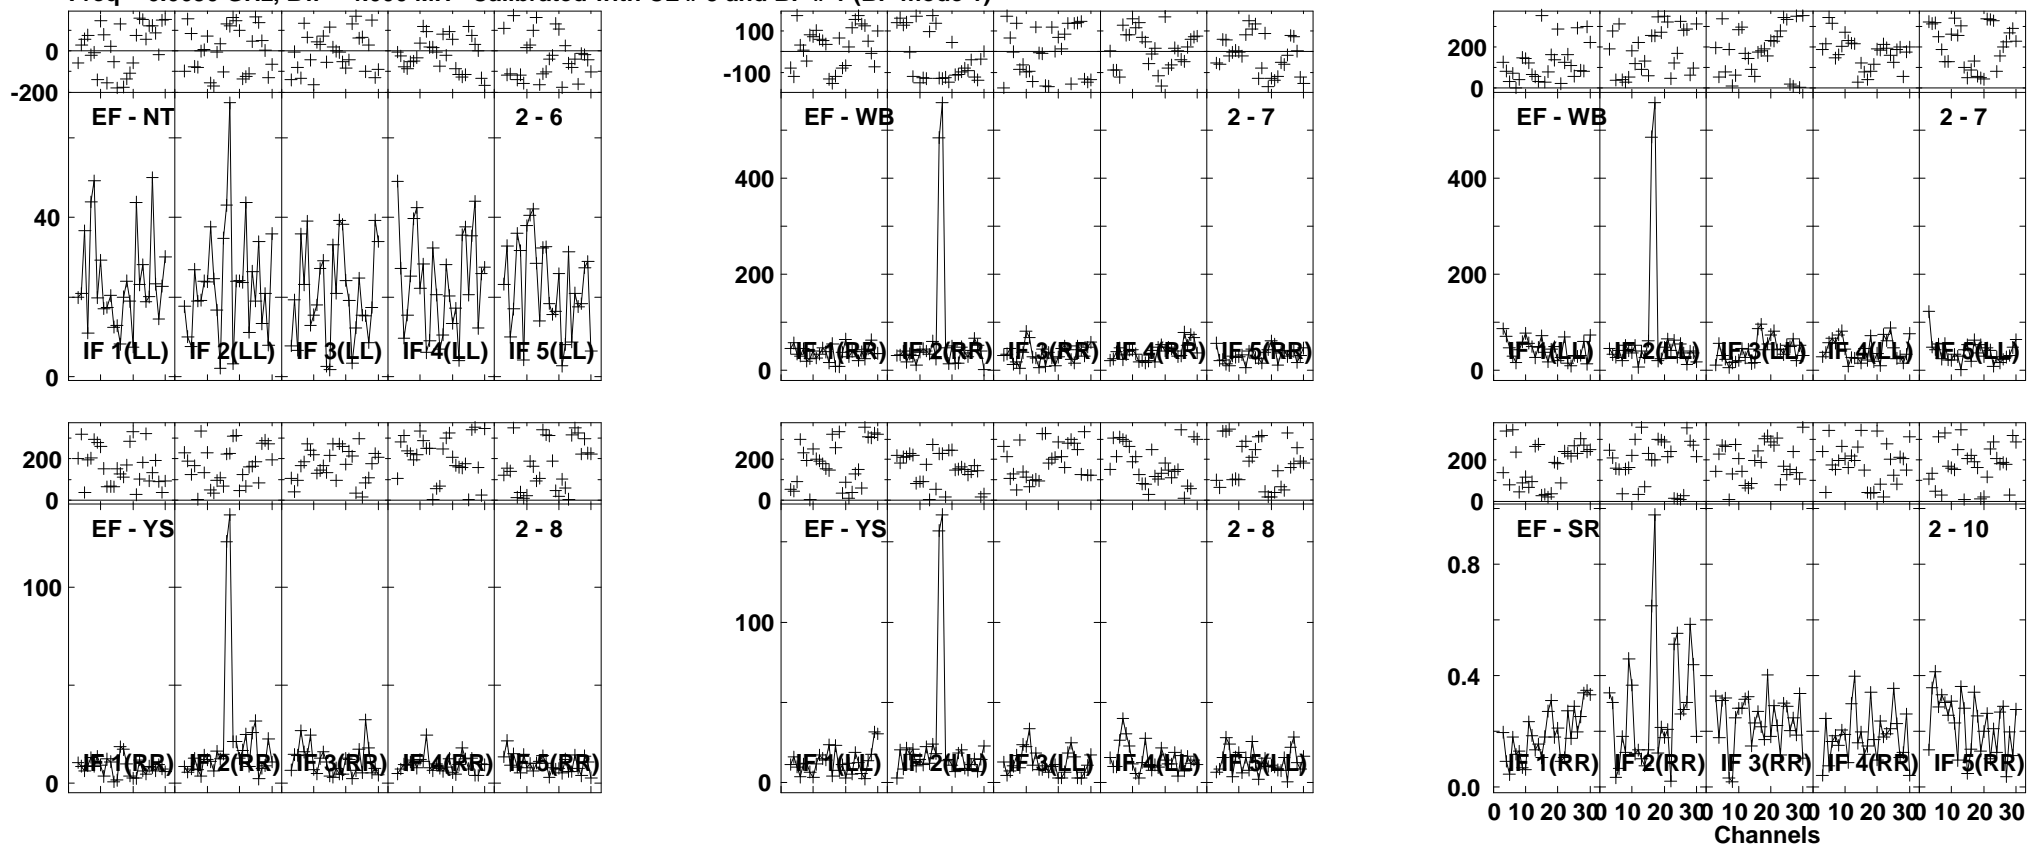 0
-200
EF - NT
2 - 6
40
0
IF 1(LL) IF 2(LL) IF 3(LL) IF 4(LL) IF 5(LL)
100
-100
EF - WB
2 - 7
400
200
0
IF 1(RR) IF 2(RR) IF 3(RR) IF 4(RR) IF 5(RR)
200
0
EF - WB
2 - 7
400
200
0
IF 1(LL) IF 2(LL) IF 3(LL) IF 4(LL) IF 5(LL)
200
0
EF - YS
2 - 8
100
0
IF 1(RR) IF 2(RR) IF 3(RR) IF 4(RR) IF 5(RR)
200
0
EF - YS
2 - 8
100
0
IF 1(LL) IF 2(LL) IF 3(LL) IF 4(LL) IF 5(LL)
200
0
EF - SR
2 - 10
0.8
0.4
0.0
IF 1(RR) IF 2(RR) IF 3(RR) IF 4(RR) IF 5(RR)
0 10 20 30 0 10 20 30 0 10 20 30 0 10 20 30 0 10 20 30
Channels